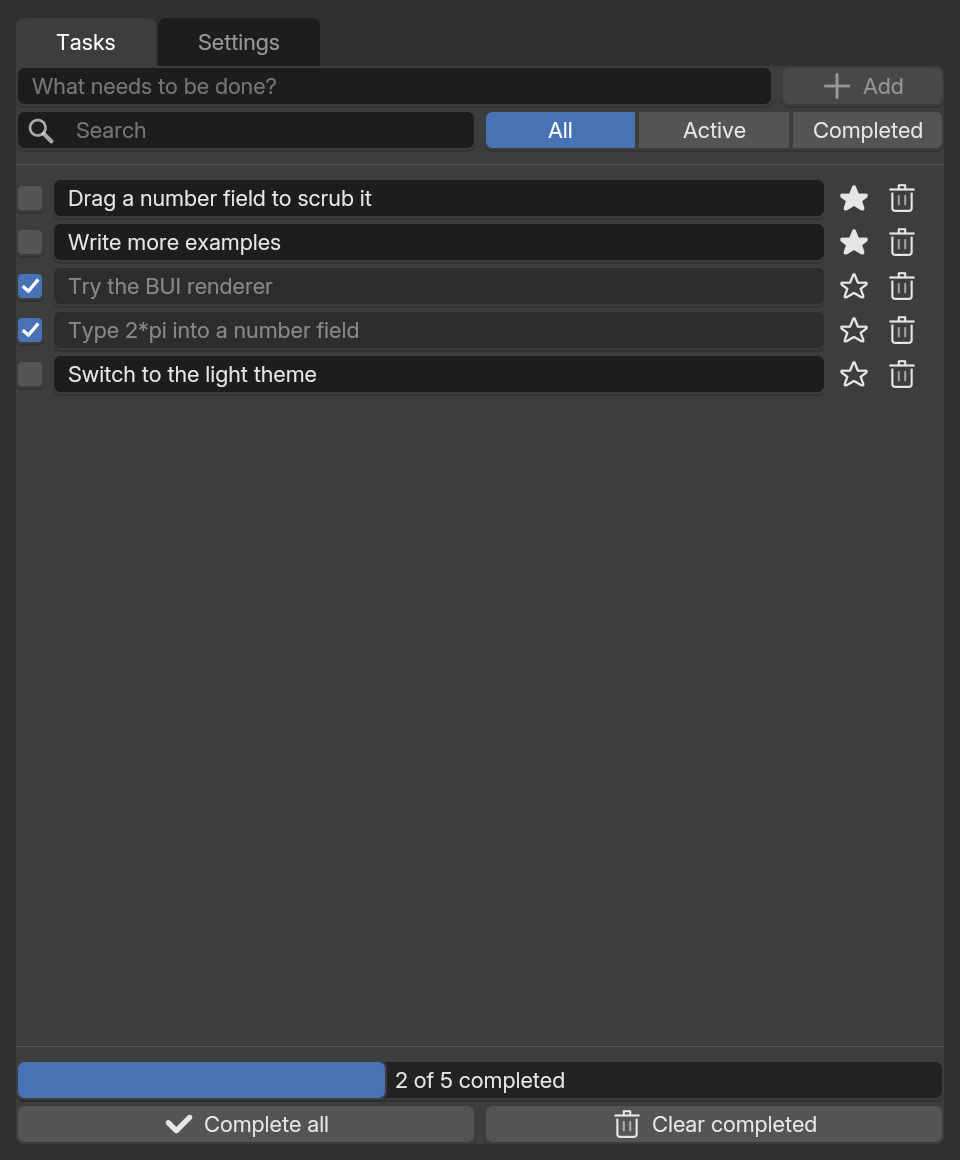 Tasks Settings
What needs to be done? Add
Search All Active Completed
Drag a number field to scrub it
Write more examples
Try the BUI renderer
Type 2*pi into a number field
Switch to the light theme
2 of 5 completed
Complete all Clear completed